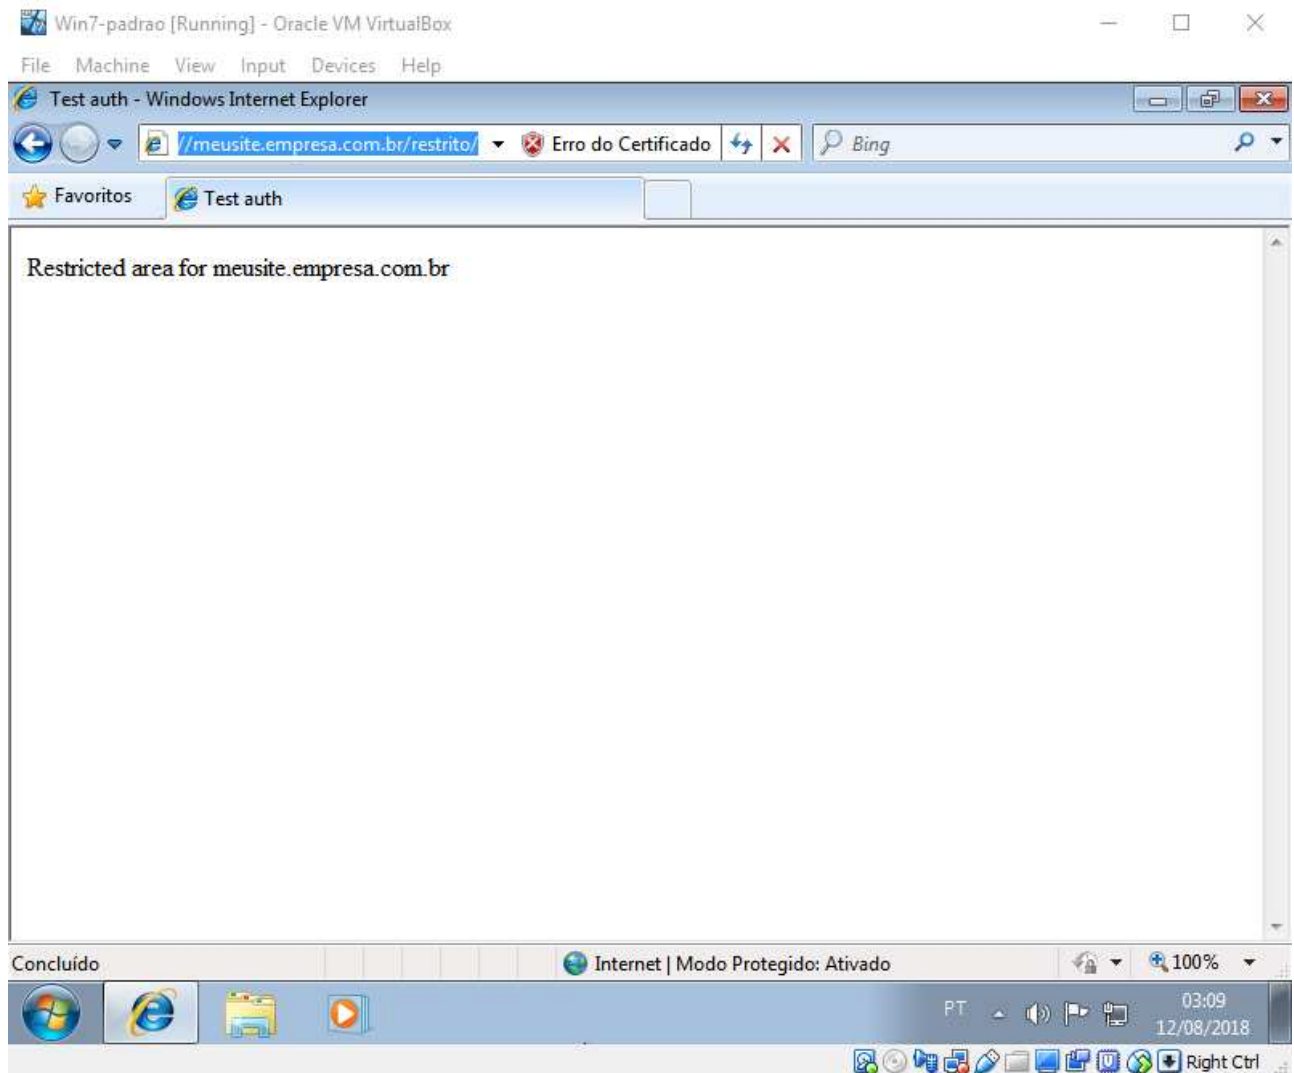 Win7-padrao [Running] - Oracle VM VirtualBox
File Machine View Input Devices Help
Test auth - Windows Internet Explorer
//meusite.empresa.com.br/restrito/ Erro do Certificado Bing
Favoritos Test auth
Restricted area for meusite.empresa.com.br
Concluído Internet | Modo Protegido: Ativado 100%
PT 03:09
12/08/2018
Right Ctrl